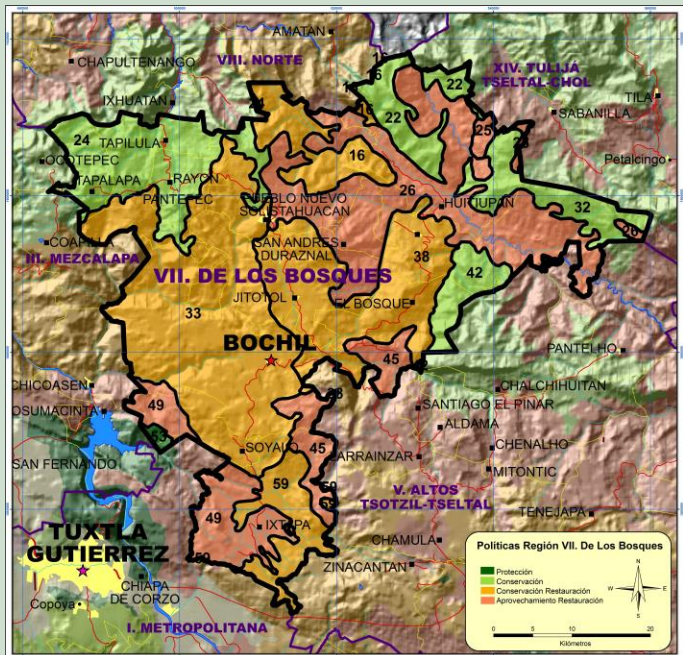 AMATAN
CHAPULTENANGO
VIII. NORTE
XIV. TULIJÁ
TSELTAL-CHOL
16
22
IXHUATAN
TILA
SABANILLA
24
22
25
TAPILULA
16
OCOTEPEC
Petalcingo
TAPALAPA
RAYON
26
PANTEPEC
PUEBLO NUEVO
SOLISTAHUACAN
HUITIUPAN
32
COAPILLA
SAN ANDRES
DURAZNAL
38
III. MEZCALAPA
VII. DE LOS BOSQUES
42
JITOTOL
EL BOSQUE
33
BOCHIL
PANTELHO
45
CHICOASEN
CHALCHIHUITAN
49
OSUMACINTA
SANTIAGO EL PINAR
ALDAMA
53
SOYALO
45
LARRAINZAR
CHENALHO
SAN FERNANDO
MITONTIC
59
V. ALTOS
TSOTZIL-TSELTAL
49
TENEJAPA
TUXTLA
GUTIERREZ
IXTAPA
CHAMULA
ZINACANTAN
CHIAPA
DE CORZO
Copoya
I. METROPOLITANA
Políticas Región VII. De Los Bosques
Protección
Conservación
Conservación Restauración
Aprovechamiento Restauración
N
W
E
S
0 10 20
Kilómetros